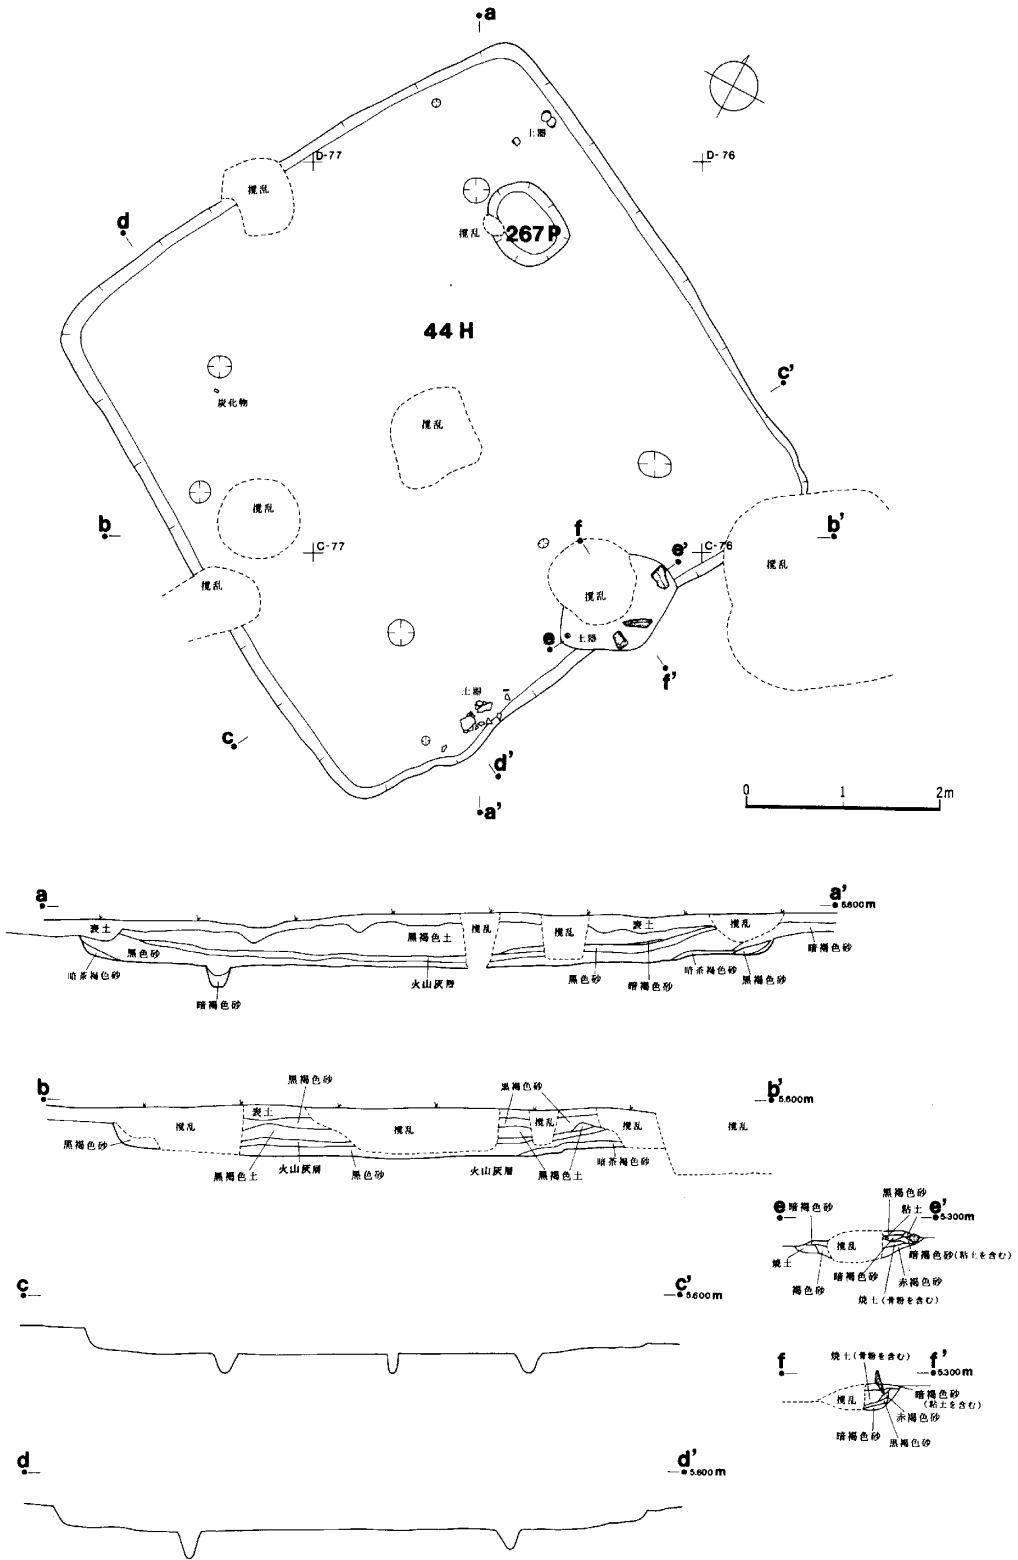 a
土器
D-77
D-76
攪乱
d
攪乱
267P
44H
c'
炭化物
攪乱
攪乱
b
f
b'
C-77
e'
C-76
攪乱
攪乱
攪乱
e
土器
f'
土器
c
d'
a'
0 1 2m
a
a'
5.600m
表土
黒褐色土
攪乱
攪乱
表土
攪乱
暗褐色砂
暗茶褐色砂
黒色砂
暗褐色砂
火山灰層
黒色砂
暗褐色砂
暗茶褐色砂
黒褐色砂
b
黒褐色砂
黒褐色砂
b'
5.600m
表土
黒褐色砂
攪乱
攪乱
攪乱
攪乱
攪乱
黒褐色土
火山灰層
黒色砂
火山灰層
黒褐色土
暗茶褐色砂
e
暗褐色砂
黒褐色砂
粘土
e'
5.300m
攪乱
焼土
褐色砂
暗褐色砂
暗褐色砂(粘土を含む)
赤褐色砂
焼土(骨粉を含む)
c
c'
5.600m
f
焼土(骨粉を含む)
f'
5.300m
攪乱
暗褐色砂
(粘土を含む)
赤褐色砂
暗褐色砂
黒褐色砂
d
d'
5.600m